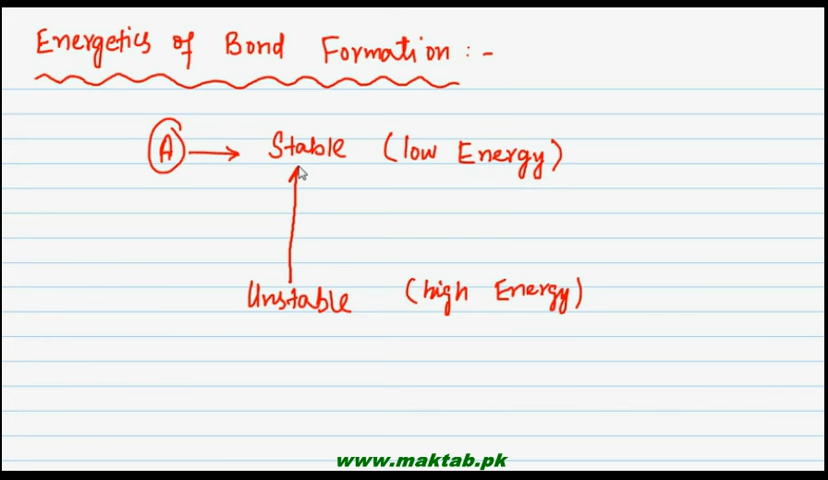 Energetics of Bond Formation :-
A → Stable (low Energy)
Unstable (high Energy)
www.maktab.pk